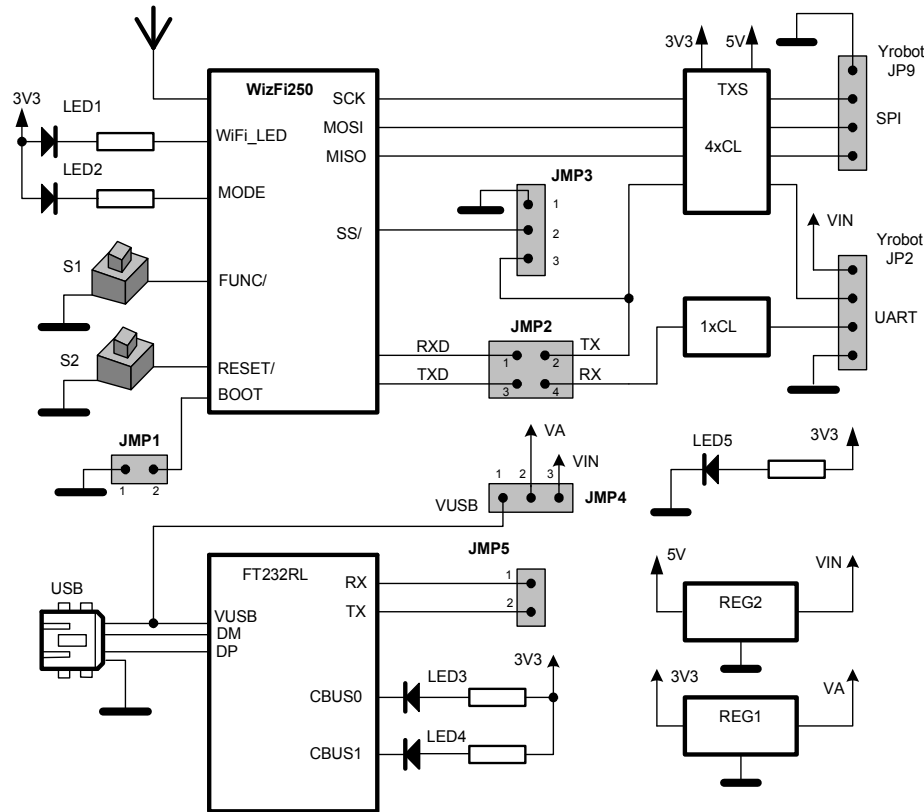 3V3
5V
Yrobot
JP9
SPI
WizFi250
SCK
MOSI
MISO
TXS
4xCL
3V3
LED1
WiFi_LED
LED2
MODE
JMP3
1
2
3
SS/
VIN
Yrobot
JP2
UART
S1
FUNC/
S2
RESET/
BOOT
JMP2
RXD
TX
1
2
TXD
RX
3
4
1xCL
JMP1
1
2
VA
VIN
1
2
3
VUSB
JMP4
LED5
3V3
JMP5
FT232RL
RX
1
TX
2
USB
VUSB
DM
DP
3V3
CBUS0
LED3
CBUS1
LED4
5V
VIN
REG2
3V3
VA
REG1